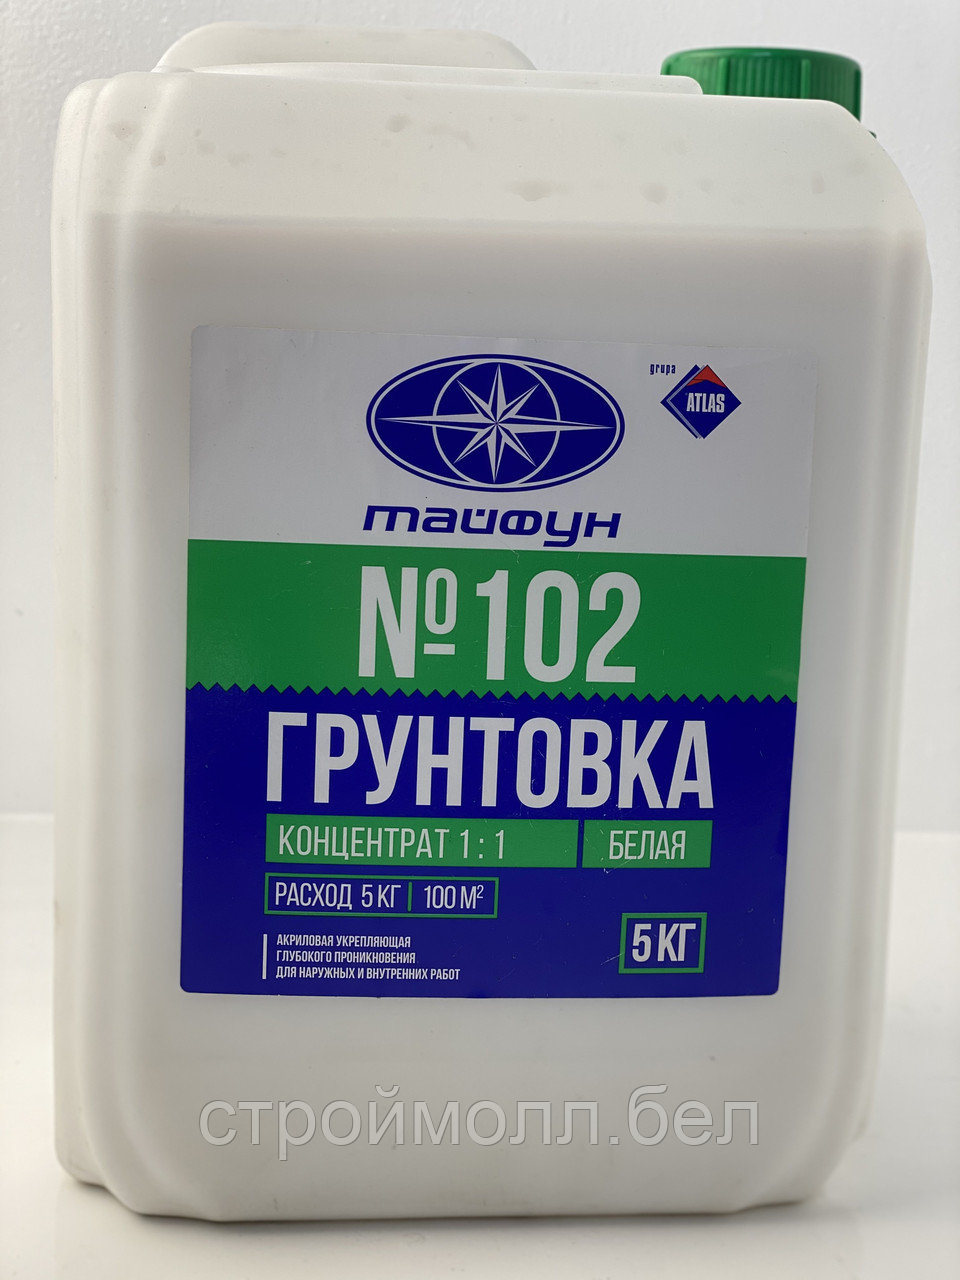 grupa
ATLAS
тайфун
№102
ГРУНТОВКА
КОНЦЕНТРАТ 1 : 1
БЕЛАЯ
РАСХОД 5 КГ | 100 М²
5 КГ
АКРИЛОВАЯ УКРЕПЛЯЮЩАЯ
ГЛУБОКОГО ПРОНИКНОВЕНИЯ
ДЛЯ НАРУЖНЫХ И ВНУТРЕННИХ РАБОТ
строймолл.бел